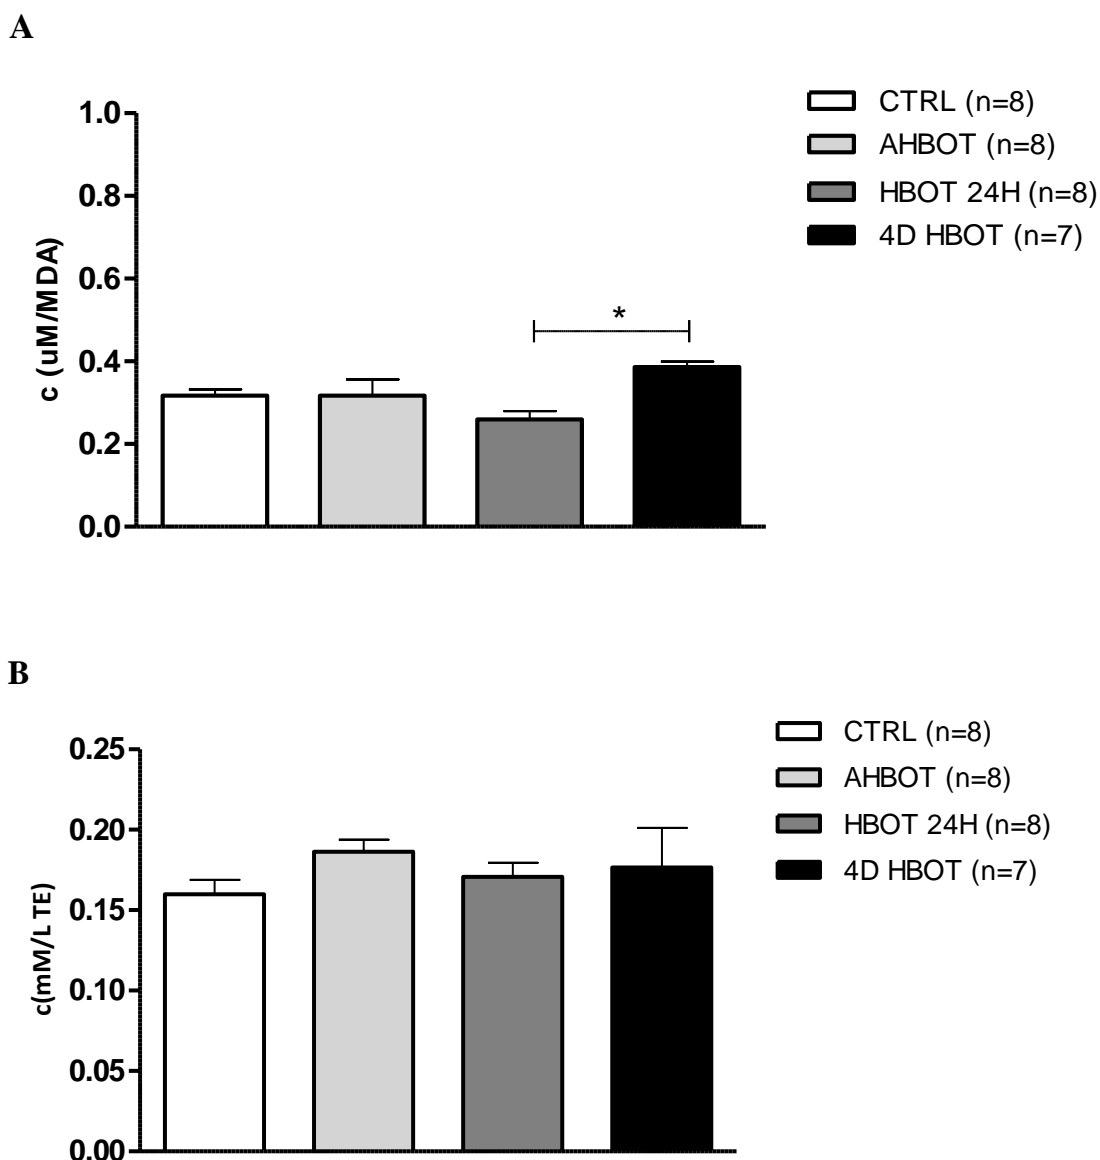 A
CTRL (n=8)
AHBOT (n=8)
HBOT 24H (n=8)
4D HBOT (n=7)
1.0
0.8
0.6
0.4
0.2
0.0
c (uM/MDA)
*
B
CTRL (n=8)
AHBOT (n=8)
HBOT 24H (n=8)
4D HBOT (n=7)
0.25
0.20
0.15
0.10
0.05
0.00
c(mM/L TE)